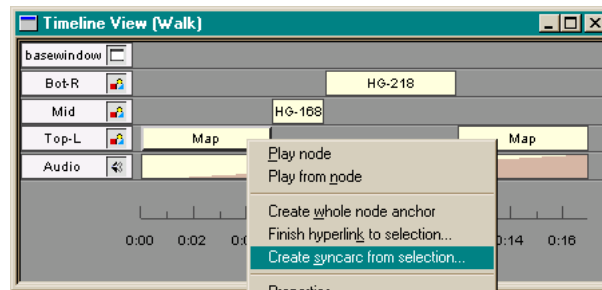 Timeline View (Walk)
basewindow
Bot-R HG-218
Mid HG-168
Top-L Map Map
Audio
Play node
Play from node
Create whole node anchor
Finish hyperlink to selection...
Create syncarc from selection...
0:00 0:02 0:14 0:16